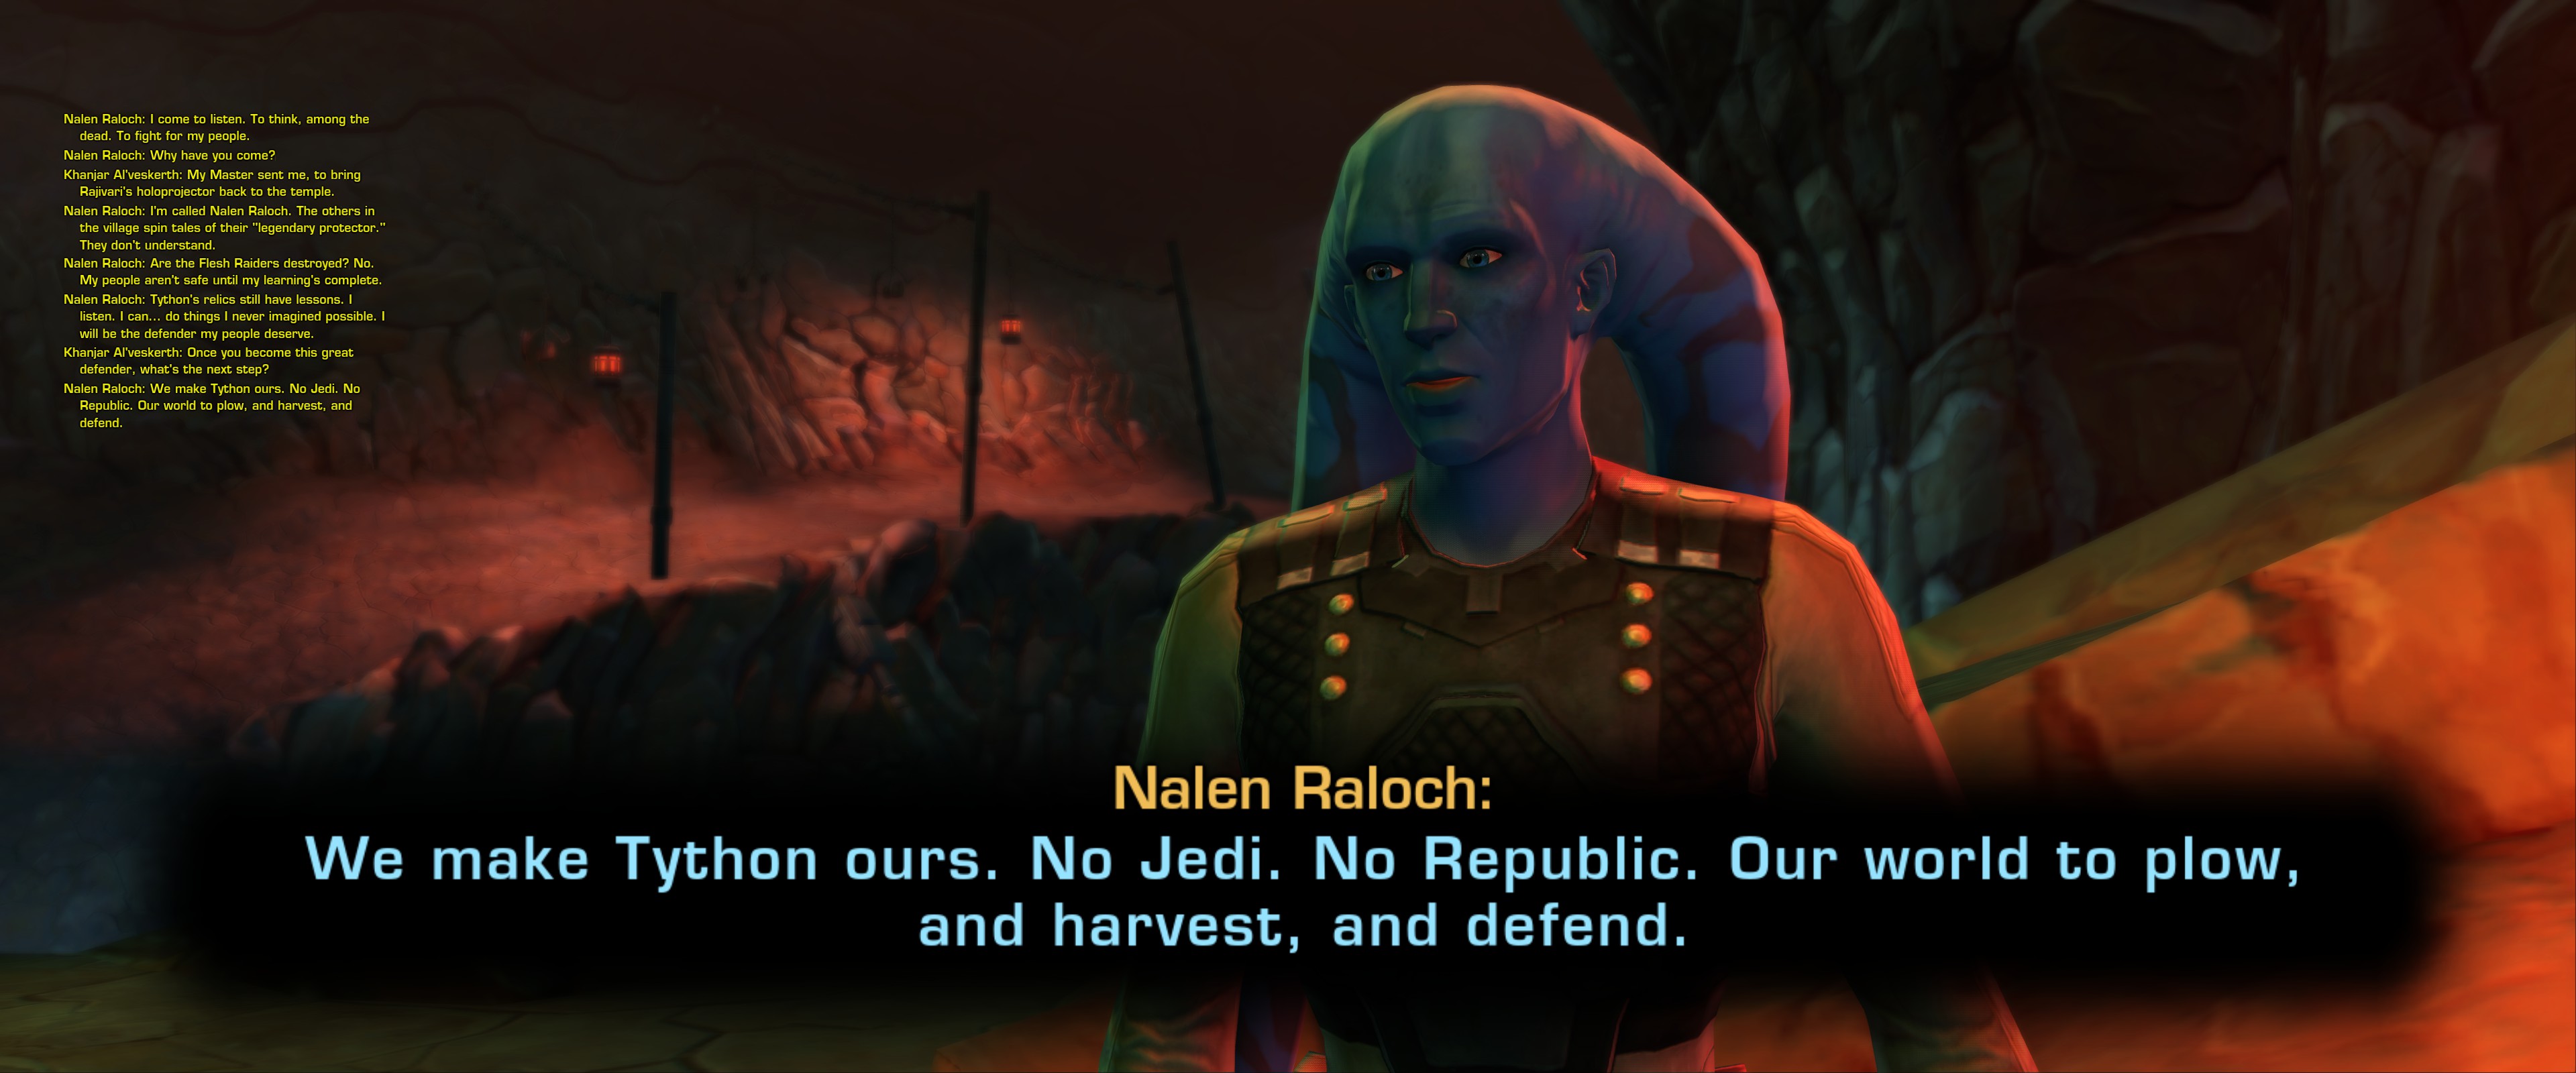 Nalen Raloch: I come to listen. To think, among the
dead. To fight for my people.
Nalen Raloch: Why have you come?
Khanjar Al'veskerth: My Master sent me, to bring
Rajivari's holoprojector back to the temple.
Nalen Raloch: I'm called Nalen Raloch. The others in
the village spin tales of their "legendary protector."
They don't understand.
Nalen Raloch: Are the Flesh Raiders destroyed? No.
My people aren't safe until my learning's complete.
Nalen Raloch: Tython's relics still have lessons. I
listen. I can... do things I never imagined possible. I
will be the defender my people deserve.
Khanjar Al'veskerth: Once you become this great
defender, what's the next step?
Nalen Raloch: We make Tython ours. No Jedi. No
Republic. Our world to plow, and harvest, and
defend.
Nalen Raloch:
We make Tython ours. No Jedi. No Republic. Our world to plow,
and harvest, and defend.